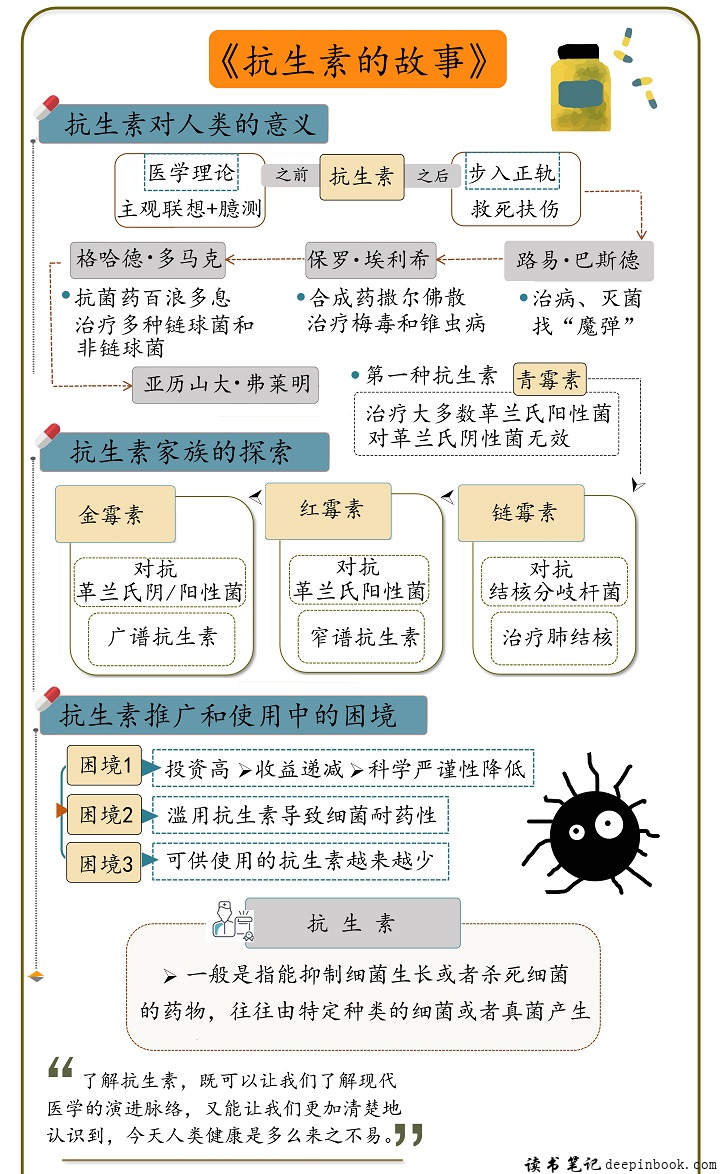 《抗生素的故事》
抗生素对人类的意义
医学理论
主观联想+臆测
之前
抗生素
之后
步入正轨
救死扶伤
路易·巴斯德
• 治病、灭菌
找“魔弹”
保罗·埃利希
• 合成药撒尔佛散
治疗梅毒和锥虫病
格哈德·多马克
• 抗菌药百浪多息
治疗多种链球菌和
非链球菌
亚历山大·弗莱明
• 第一种抗生素
青霉素
治疗大多数革兰氏阳性菌
对革兰氏阴性菌无效
抗生素家族的探索
链霉素
对抗
结核分歧杆菌
治疗肺结核
红霉素
对抗
革兰氏阳性菌
窄谱抗生素
金霉素
对抗
革兰氏阴/阳性菌
广谱抗生素
抗生素推广和使用中的困境
困境1
投资高➢收益递减➢科学严谨性降低
困境2
滥用抗生素导致细菌耐药性
困境3
可供使用的抗生素越来越少
抗 生 素
➢ 一般是指能抑制细菌生长或者杀死细菌
的药物，往往由特定种类的细菌或者真菌产生
“ 了解抗生素，既可以让我们了解现代
医学的演进脉络，又能让我们更加清楚地
认识到，今天人类健康是多么来之不易。”
读书笔记deepinbook.com